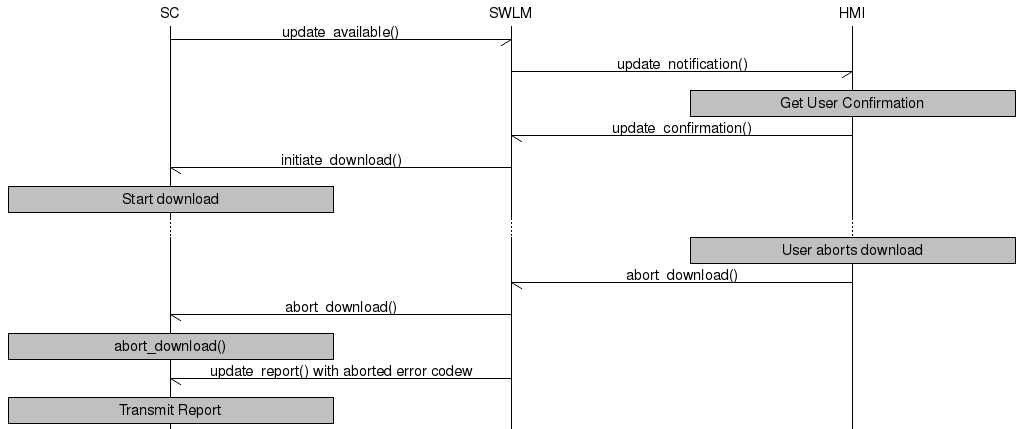 SC SWLM HMI
update_available()
update_notification()
Get User Confirmation
update_confirmation()
initiate_download()
Start download
User aborts download
abort_download()
abort_download()
abort_download()
update_report() with aborted error codew
Transmit Report